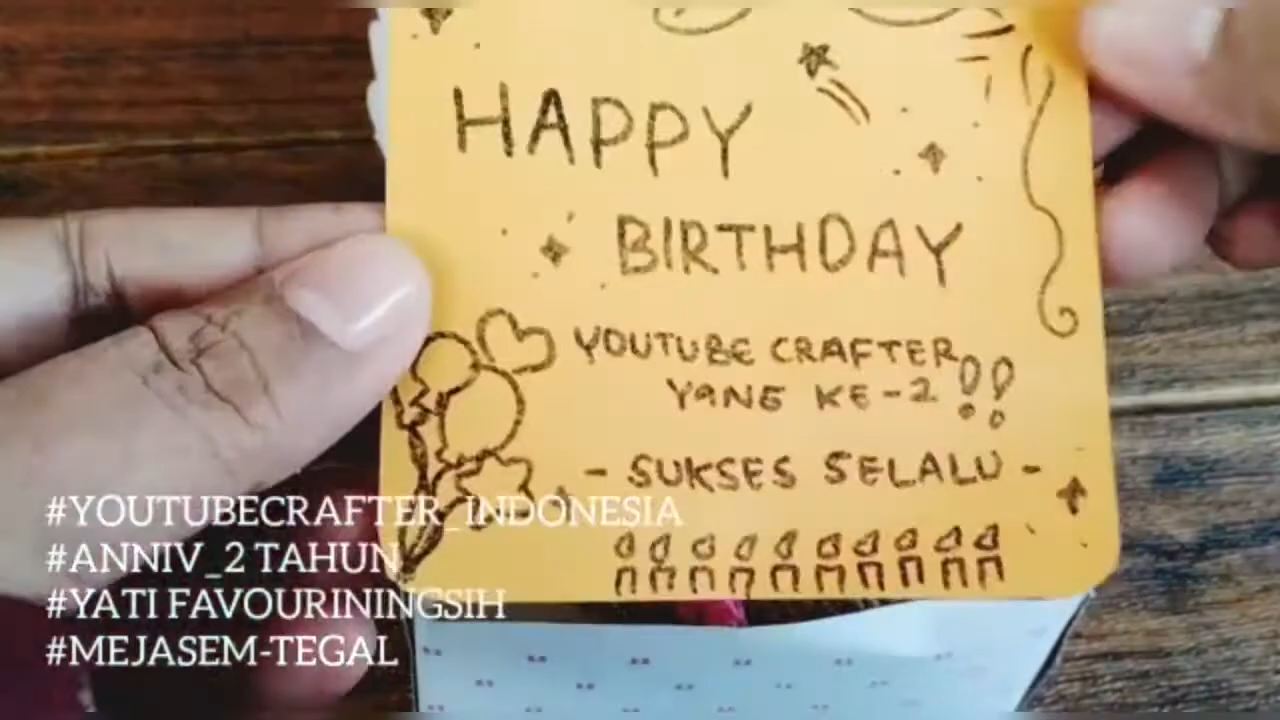 HAPPY
BIRTHDAY
YOUTUBE CRAFTER
YANG KE-2 !!
- SUKSES SELALU -
#YOUTUBECRAFTER_INDONESIA
#ANNIV_2 TAHUN
#YATI FAVOURININGSIH
#MEJASEM-TEGAL